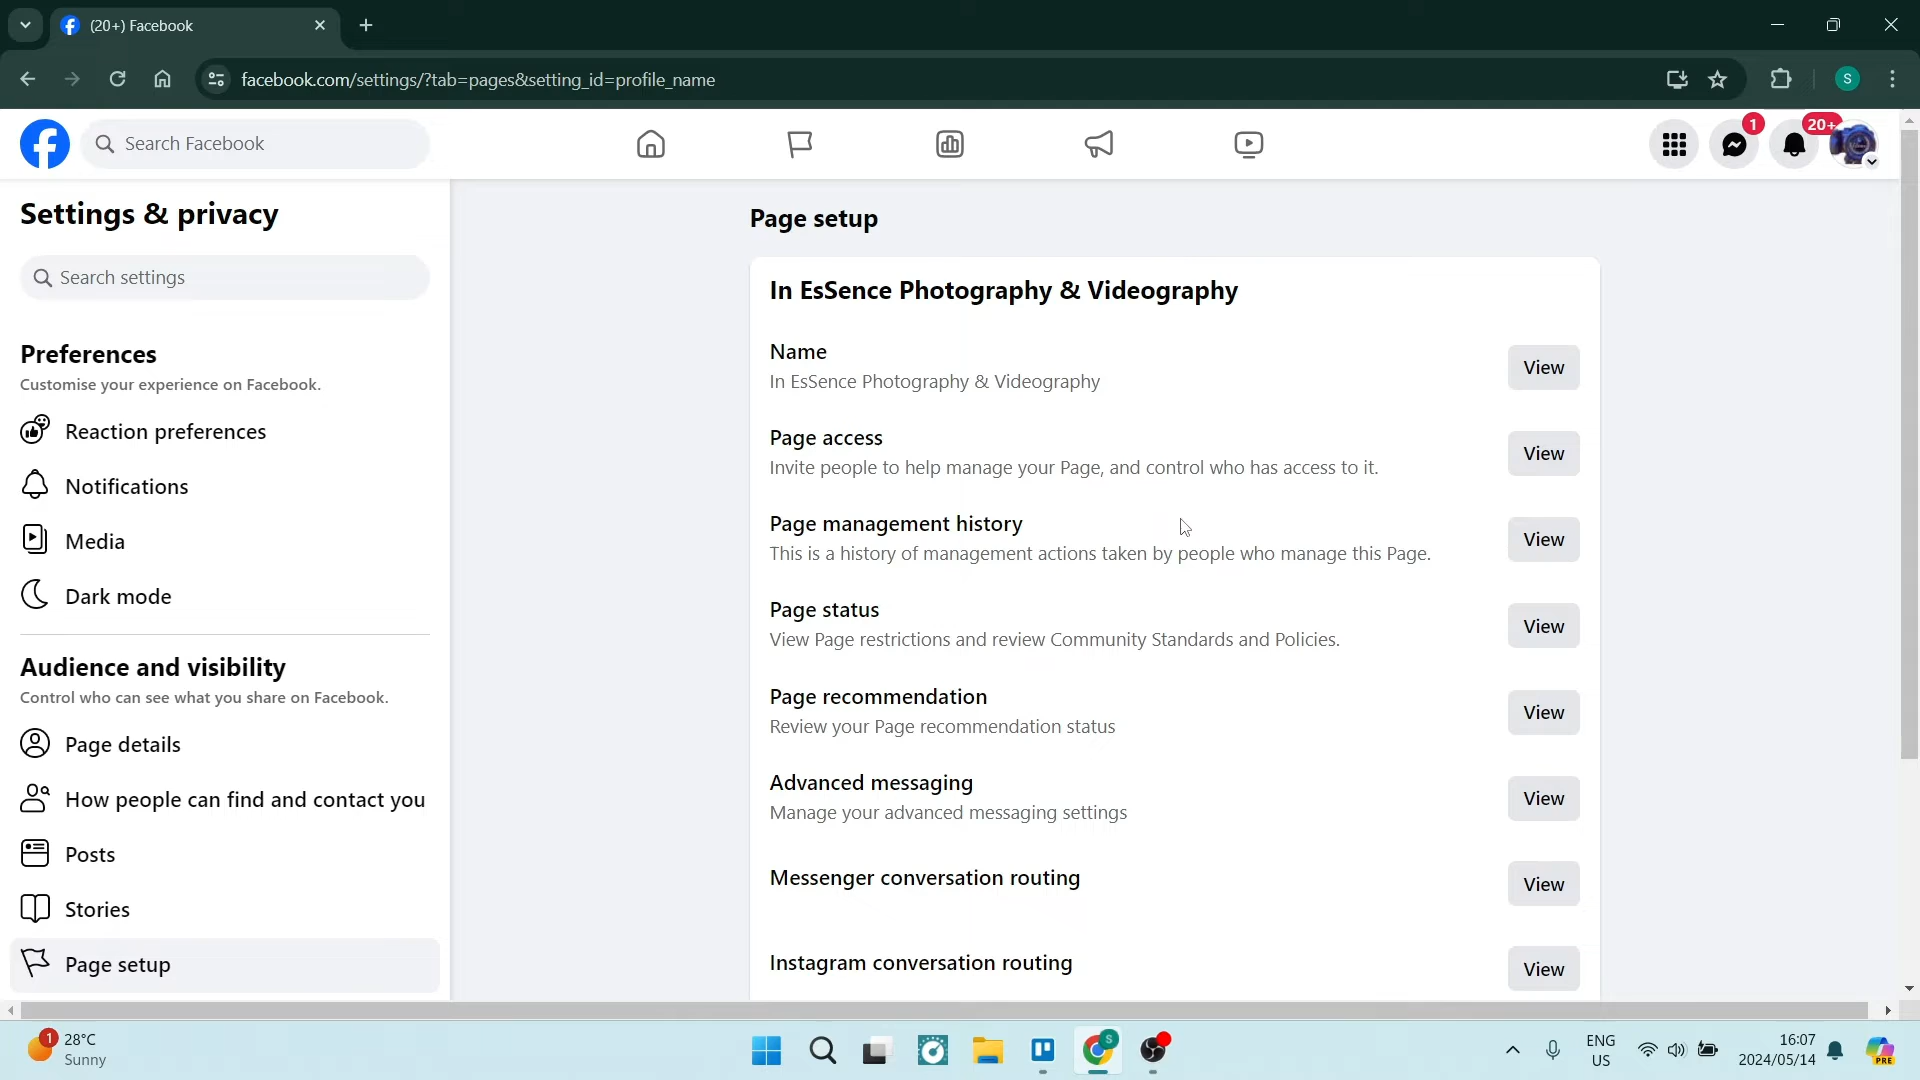 (20+) Facebook
facebook.com/settings/?tab=pages&setting_id=profile_name
S
Search Facebook
1
20+
Settings & privacy
Search settings
Preferences
Customise your experience on Facebook.
Reaction preferences
Notifications
Media
Dark mode
Audience and visibility
Control who can see what you share on Facebook.
Page details
How people can find and contact you
Posts
Stories
Page setup
Page setup
In EsSence Photography & Videography
Name
In EsSence Photography & Videography
View
Page access
Invite people to help manage your Page, and control who has access to it.
View
Page management history
This is a history of management actions taken by people who manage this Page.
View
Page status
View Page restrictions and review Community Standards and Policies.
View
Page recommendation
Review your Page recommendation status
View
Advanced messaging
Manage your advanced messaging settings
View
Messenger conversation routing
View
Instagram conversation routing
View
1
28°C
Sunny
S
ENG
US
16:07
2024/05/14
PRE